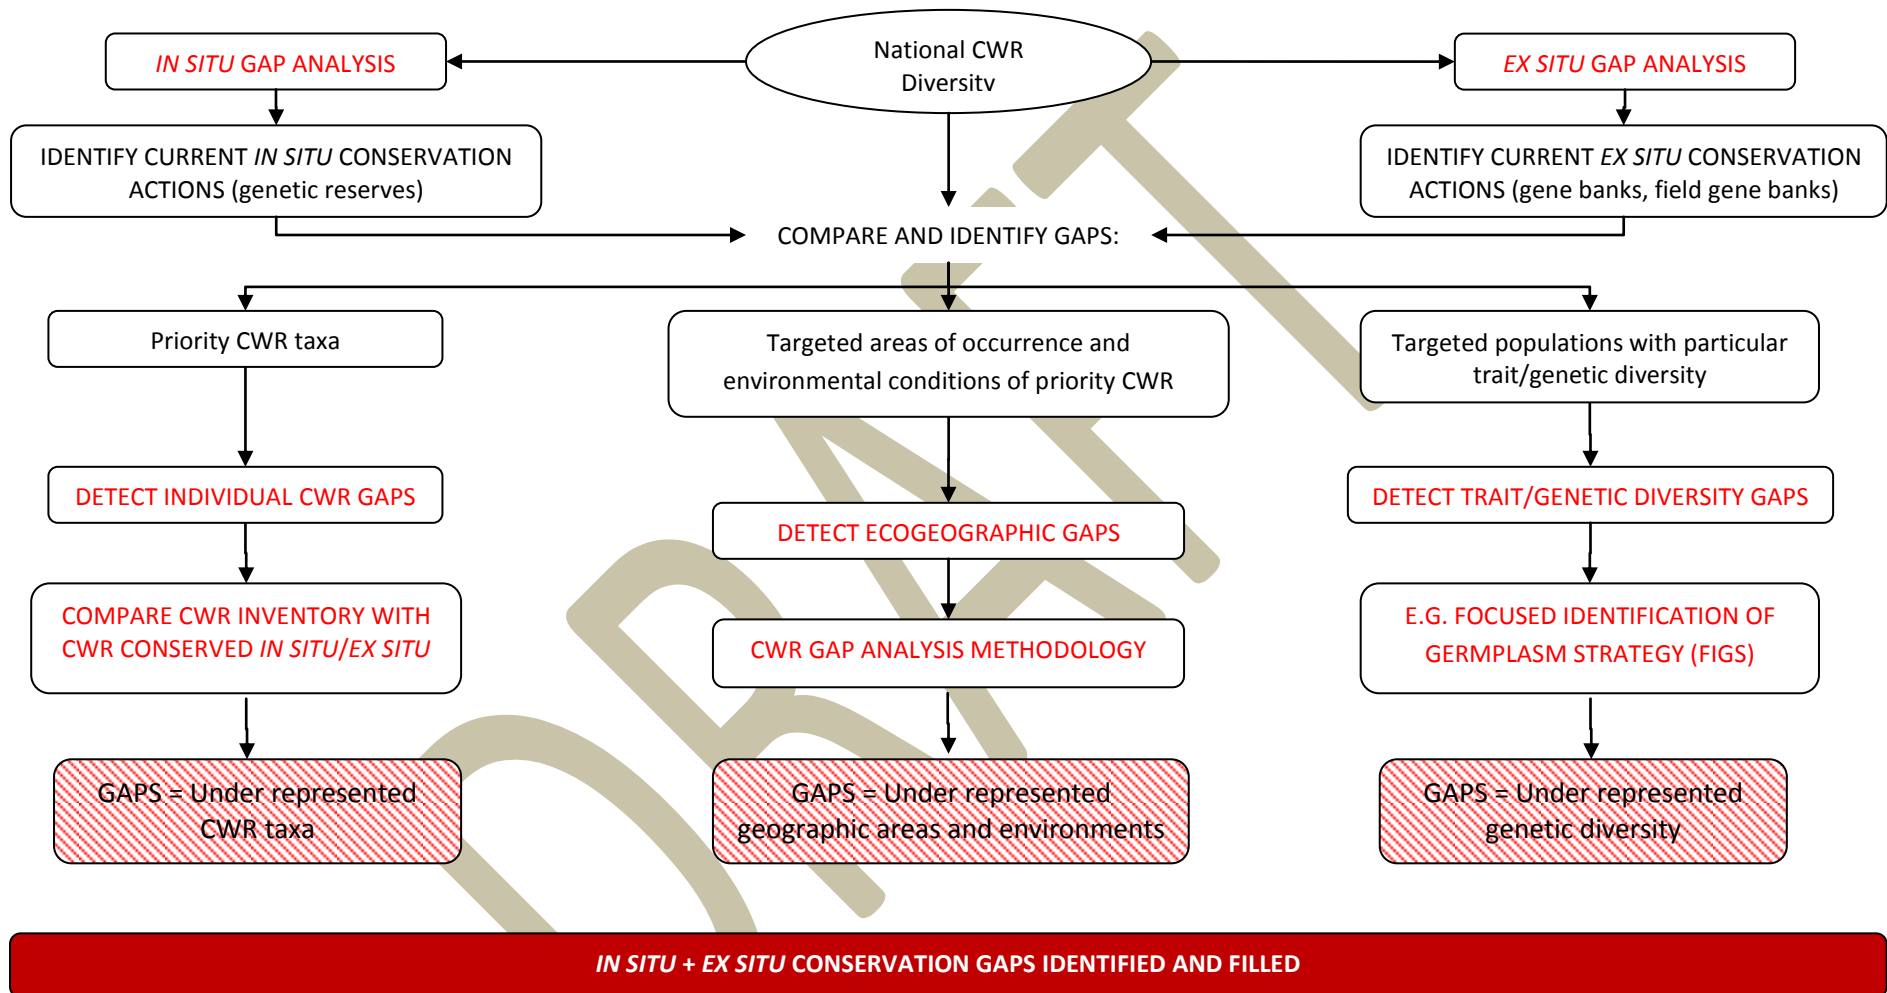 National CWR
Diversity
IN SITU GAP ANALYSIS
EX SITU GAP ANALYSIS
IDENTIFY CURRENT IN SITU CONSERVATION
ACTIONS (genetic reserves)
IDENTIFY CURRENT EX SITU CONSERVATION
ACTIONS (gene banks, field gene banks)
COMPARE AND IDENTIFY GAPS:
Priority CWR taxa
Targeted areas of occurrence and
environmental conditions of priority CWR
Targeted populations with particular
trait/genetic diversity
DETECT INDIVIDUAL CWR GAPS
DETECT ECOGEOGRAPHIC GAPS
DETECT TRAIT/GENETIC DIVERSITY GAPS
COMPARE CWR INVENTORY WITH
CWR CONSERVED IN SITU/EX SITU
CWR GAP ANALYSIS METHODOLOGY
E.G. FOCUSED IDENTIFICATION OF
GERMPLASM STRATEGY (FIGS)
GAPS = Under represented
CWR taxa
GAPS = Under represented
geographic areas and environments
GAPS = Under represented
genetic diversity
IN SITU + EX SITU CONSERVATION GAPS IDENTIFIED AND FILLED
DRAFT